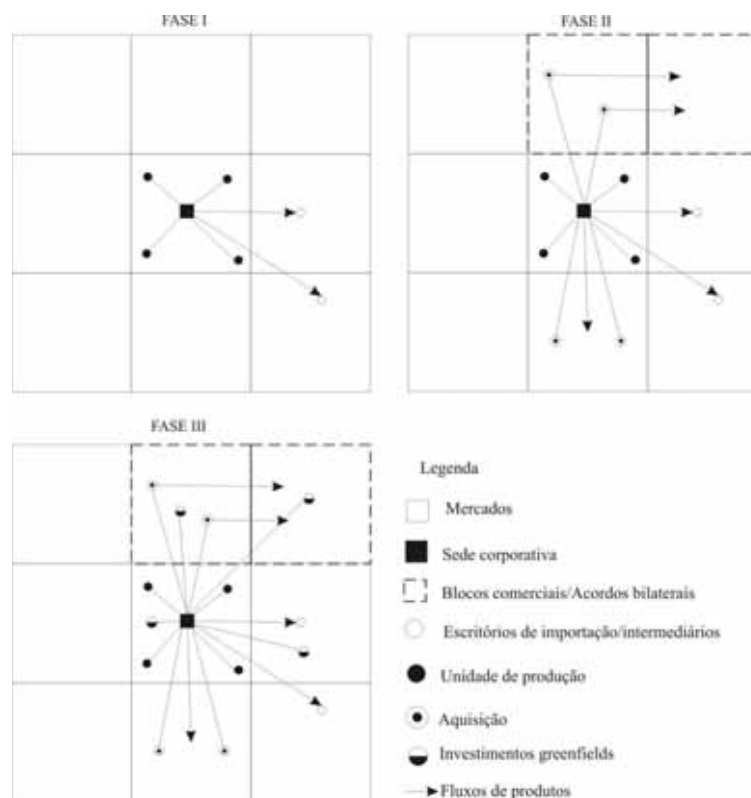 FASE I
FASE II
FASE III
Legenda
Mercados
Sede corporativa
Blocos comerciais/Acordos bilaterais
Escritórios de importação/intermediários
Unidade de produção
Aquisição
Investimentos greenfields
Fluxos de produtos